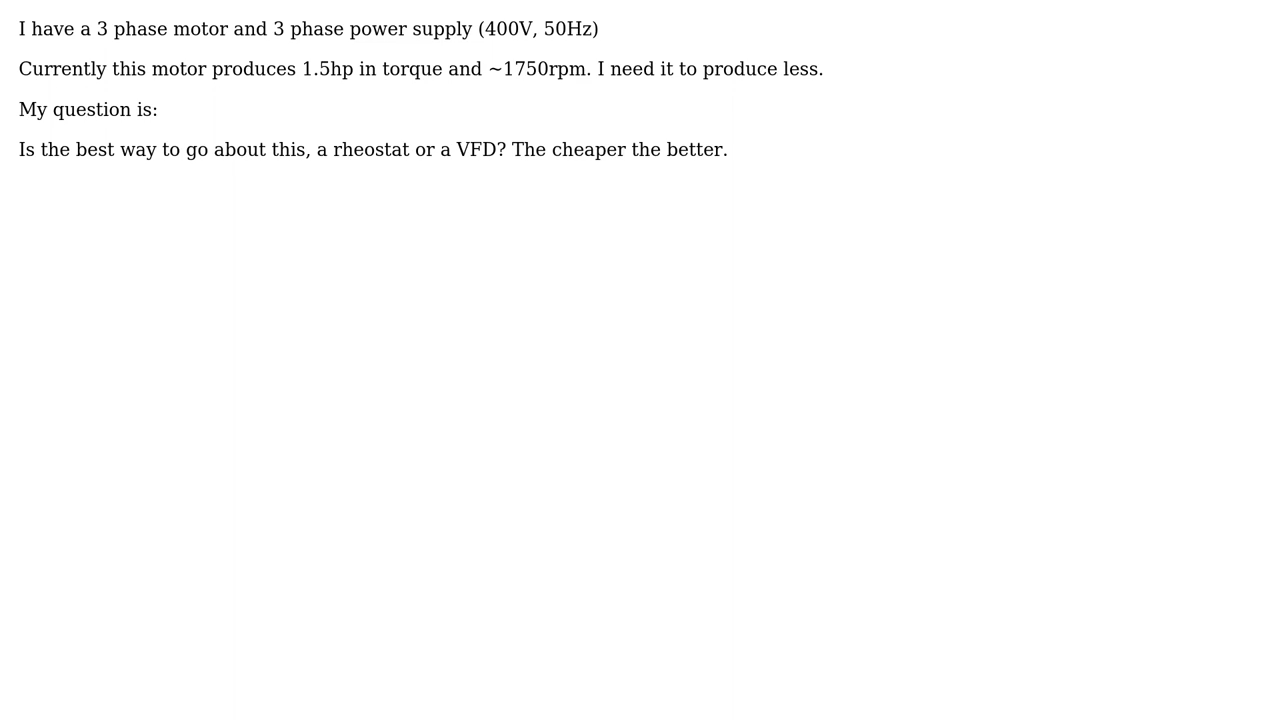 I have a 3 phase motor and 3 phase power supply (400V, 50Hz)
Currently this motor produces 1.5hp in torque and ~1750rpm. I need it to produce less.
My question is:
Is the best way to go about this, a rheostat or a VFD? The cheaper the better.